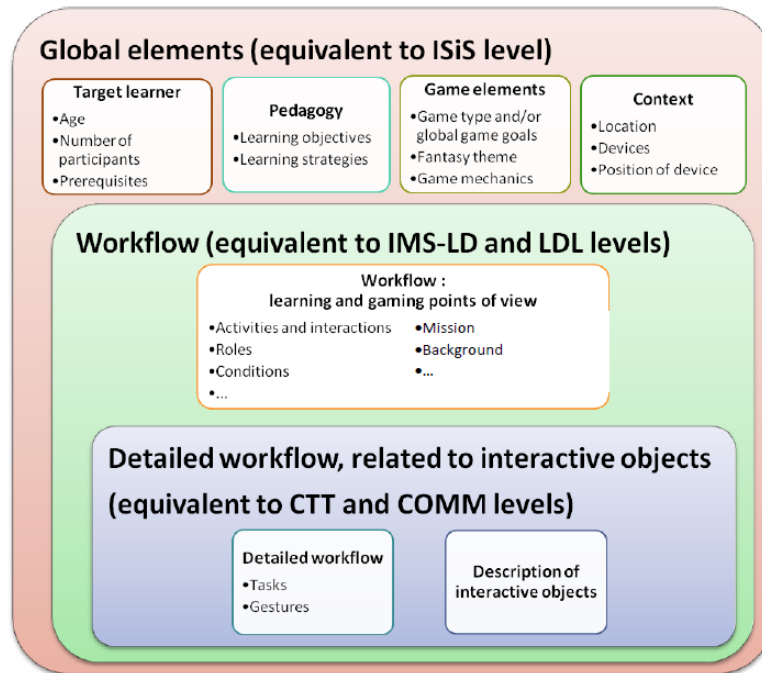 Global elements (equivalent to ISiS level)
Target learner
•Age
•Number of
participants
•Prerequisites
Pedagogy
•Learning objectives
•Learning strategies
Game elements
•Game type and/or
global game goals
•Fantasy theme
•Game mechanics
Context
•Location
•Devices
•Position of device
Workflow (equivalent to IMS-LD and LDL levels)
Workflow :
learning and gaming points of view
•Activities and interactions
•Roles
•Conditions
•...
•Mission
•Background
•...
Detailed workflow, related to interactive objects
(equivalent to CTT and COMM levels)
Detailed workflow
•Tasks
•Gestures
Description of
interactive objects